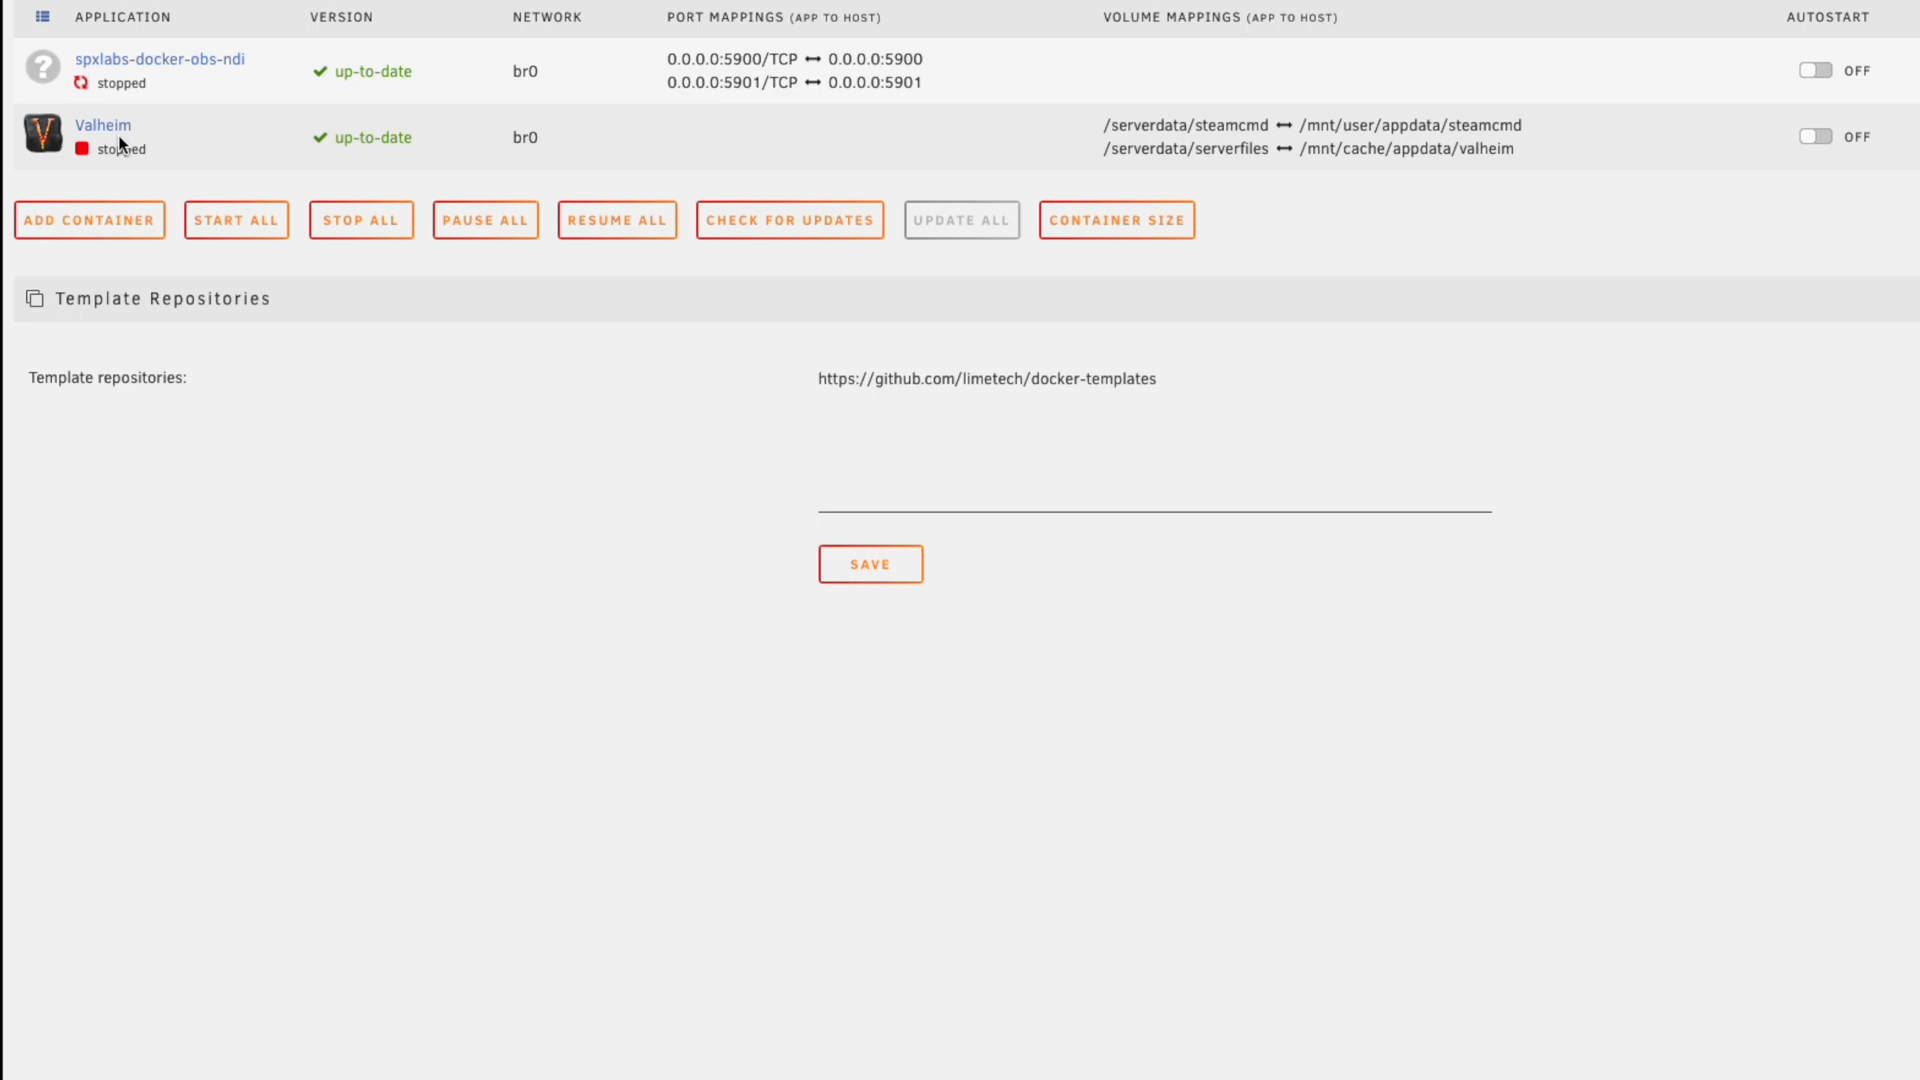 APPLICATION VERSION NETWORK PORT MAPPINGS (APP TO HOST) VOLUME MAPPINGS (APP TO HOST) AUTOSTART
spxlabs-docker-obs-ndi
stopped
up-to-date
br0
0.0.0.0:5900/TCP ↔ 0.0.0.0:5900
0.0.0.0:5901/TCP ↔ 0.0.0.0:5901
OFF
Valheim
stopped
up-to-date
br0
/serverdata/steamcmd ↔ /mnt/user/appdata/steamcmd
/serverdata/serverfiles ↔ /mnt/cache/appdata/valheim
OFF
ADD CONTAINER START ALL STOP ALL PAUSE ALL RESUME ALL CHECK FOR UPDATES UPDATE ALL CONTAINER SIZE
Template Repositories
Template repositories: https://github.com/limetech/docker-templates
SAVE